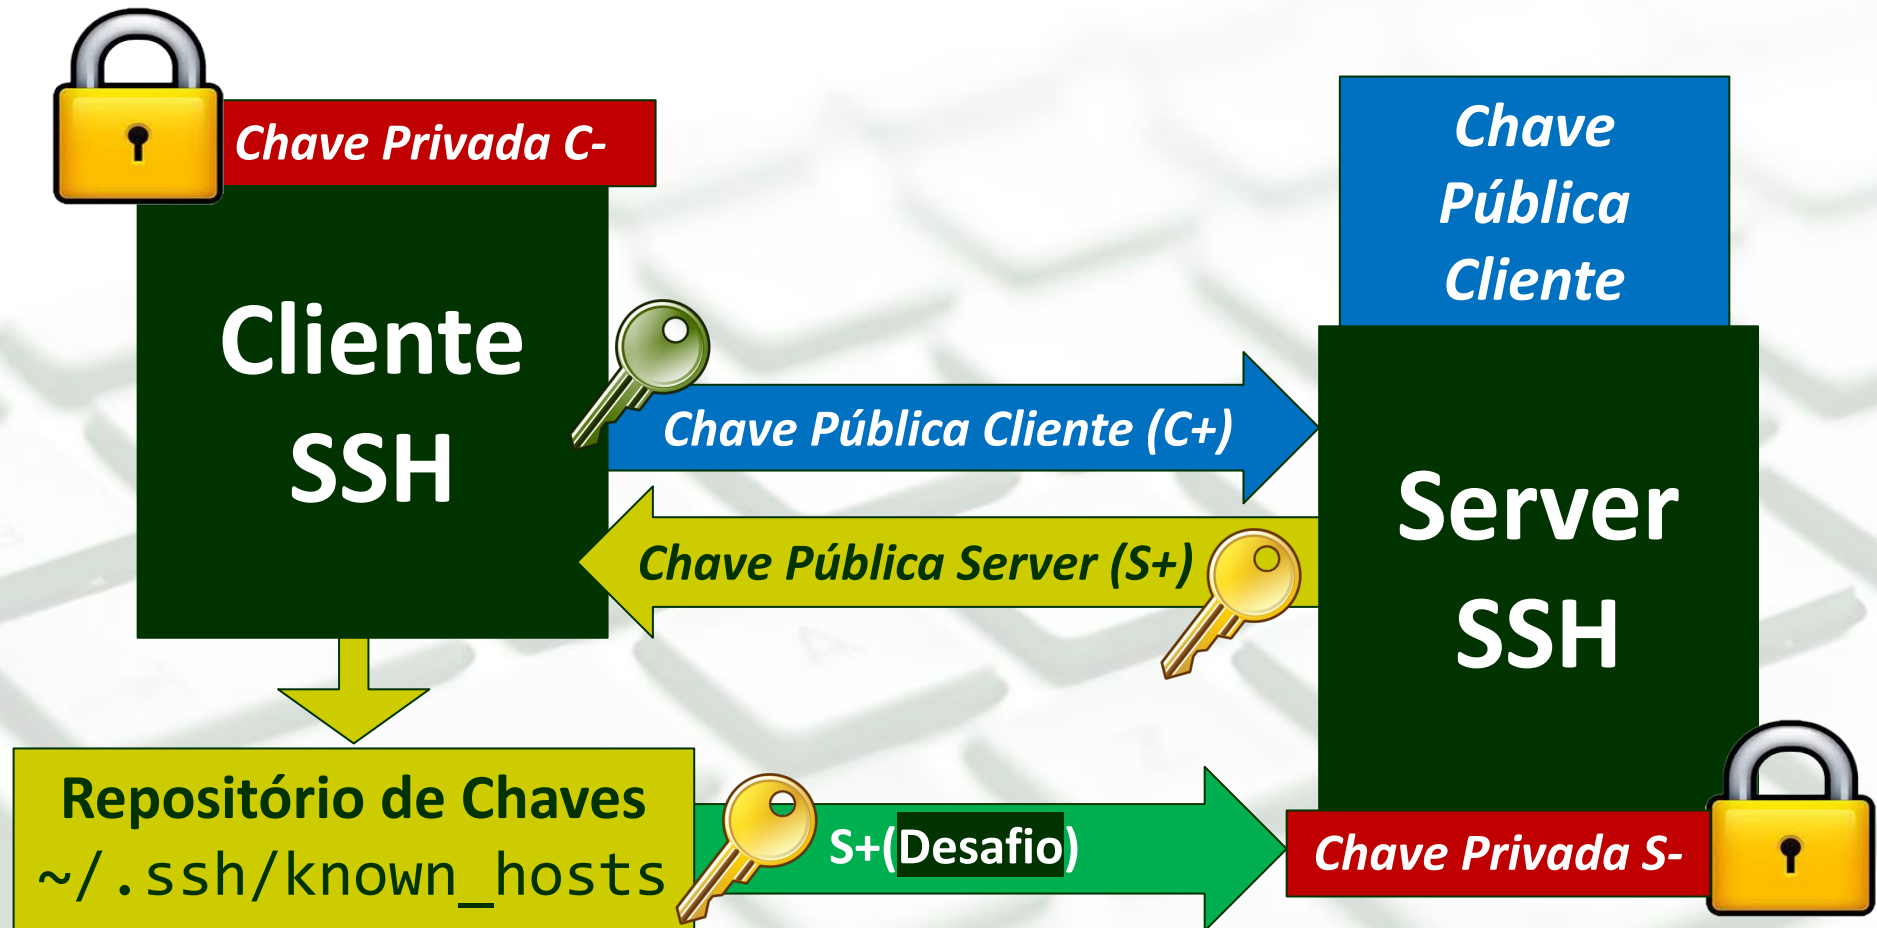 Chave Privada C-
Cliente
SSH
Chave
Pública
Cliente
Chave Pública Cliente (C+)
Chave Pública Server (S+)
Server
SSH
Repositório de Chaves
~/.ssh/known_hosts
S+(Desafio)
Chave Privada S-